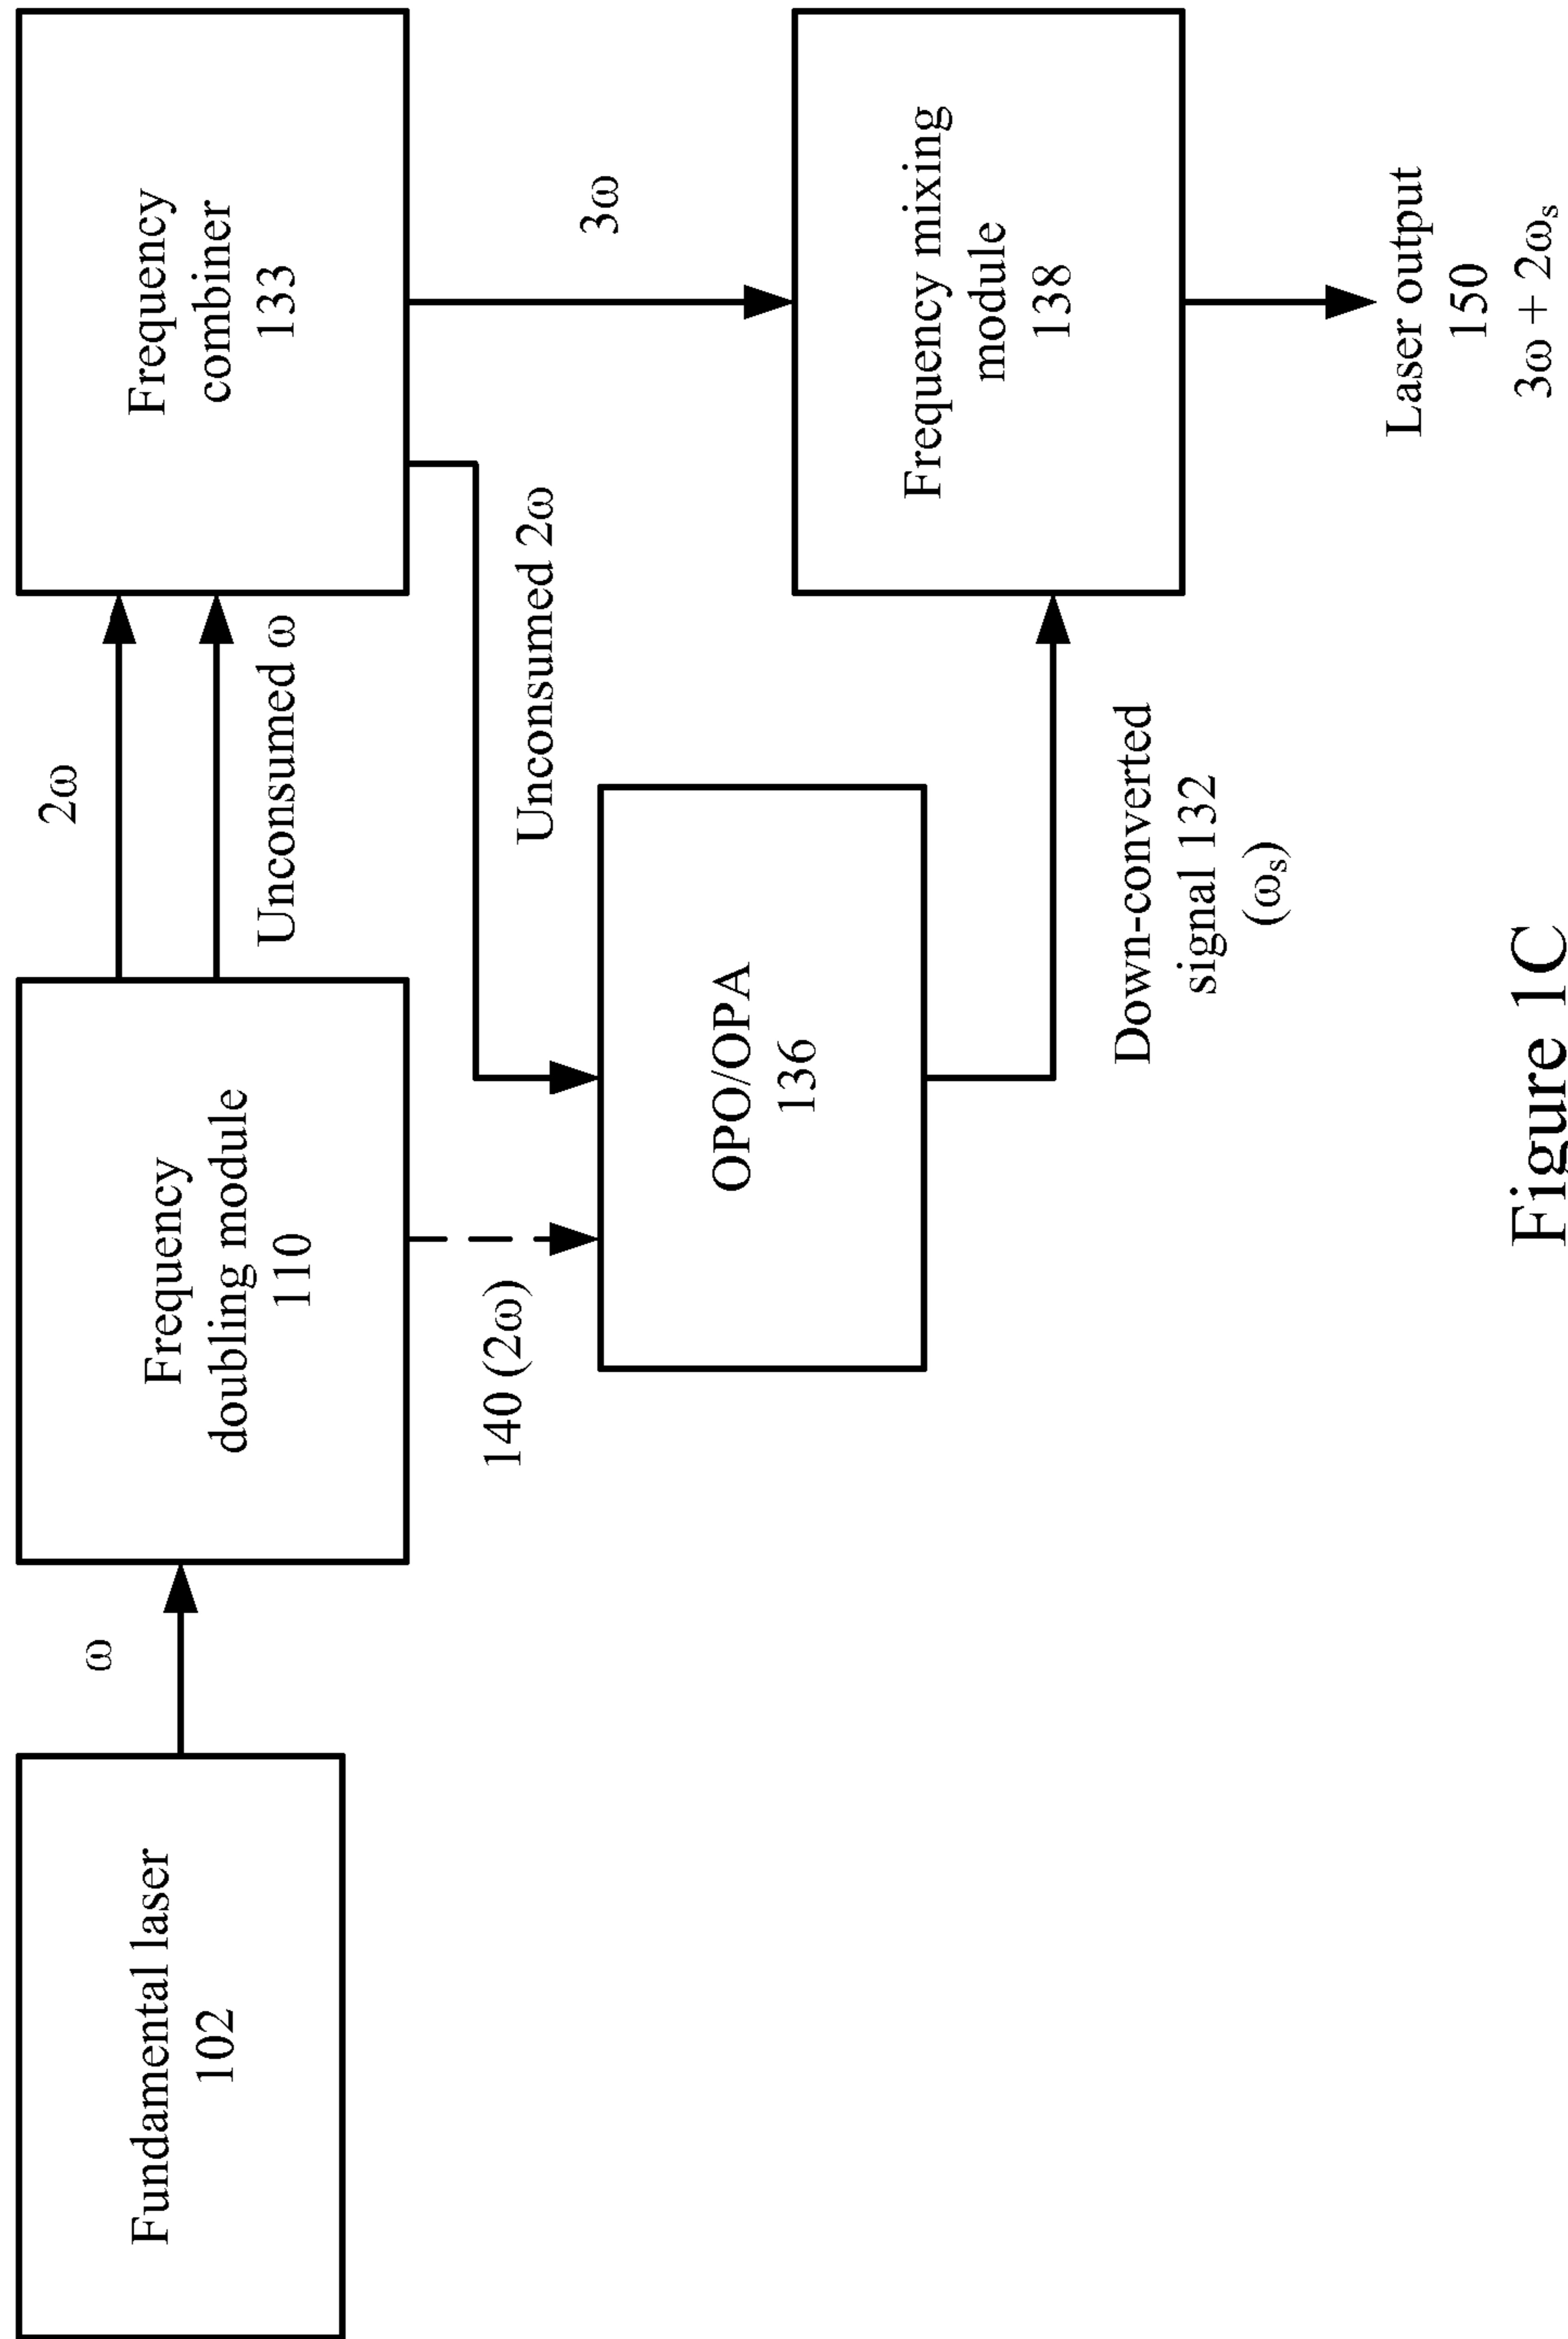 Fundamental laser
102
ω
Frequency
doubling module
110
2ω
Unconsumed ω
Frequency
combiner
133
140 (2ω)
Unconsumed 2ω
3ω
OPO/OPA
136
Down-converted
signal 132
(ωₛ)
Frequency mixing
module
138
Laser output
150
3ω + 2ωₛ
Figure 1C